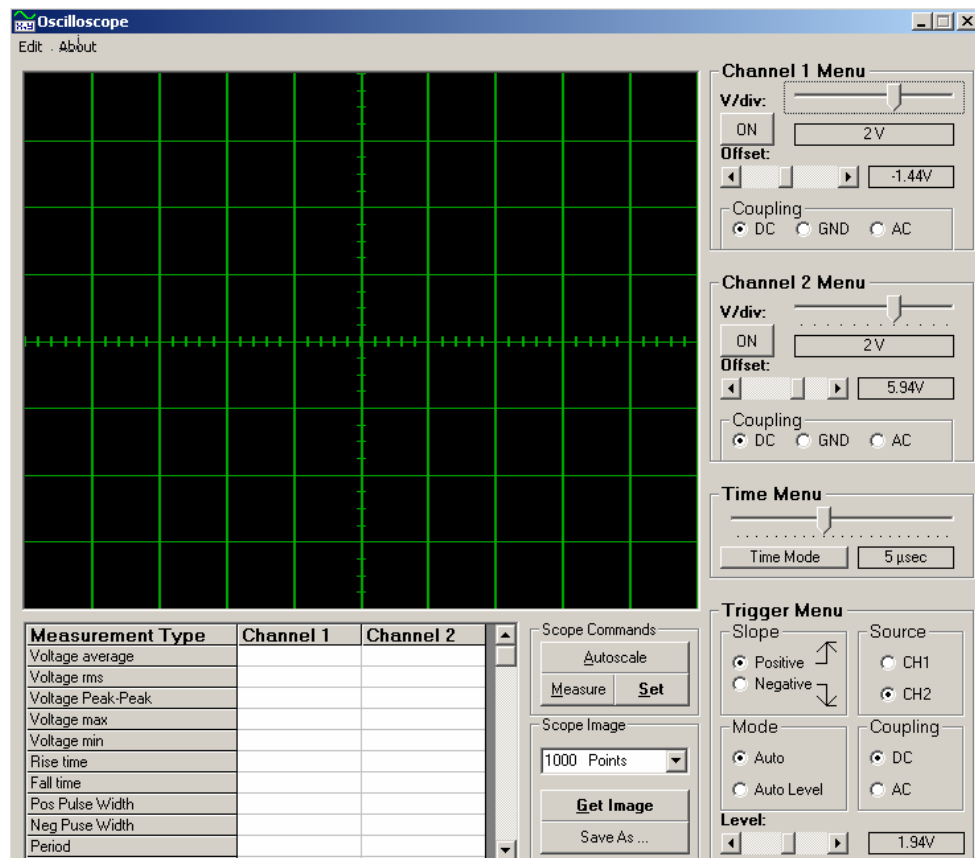 Oscilloscope
Edit About
Channel 1 Menu
V/div:
ON
2 V
Offset:
-1.44V
Coupling
DC GND AC
Channel 2 Menu
V/div:
ON
2 V
Offset:
5.94V
Coupling
DC GND AC
Time Menu
Time Mode 5 µsec
Trigger Menu
Slope
Positive
Negative
Source
CH1
CH2
Mode
Auto
Auto Level
Coupling
DC
AC
Level:
1.94V
Measurement Type Channel 1 Channel 2
Voltage average
Voltage rms
Voltage Peak-Peak
Voltage max
Voltage min
Rise time
Fall time
Pos Pulse Width
Neg Puse Width
Period
Scope Commands
Autoscale
Measure Set
Scope Image
1000 Points
Get Image
Save As ...